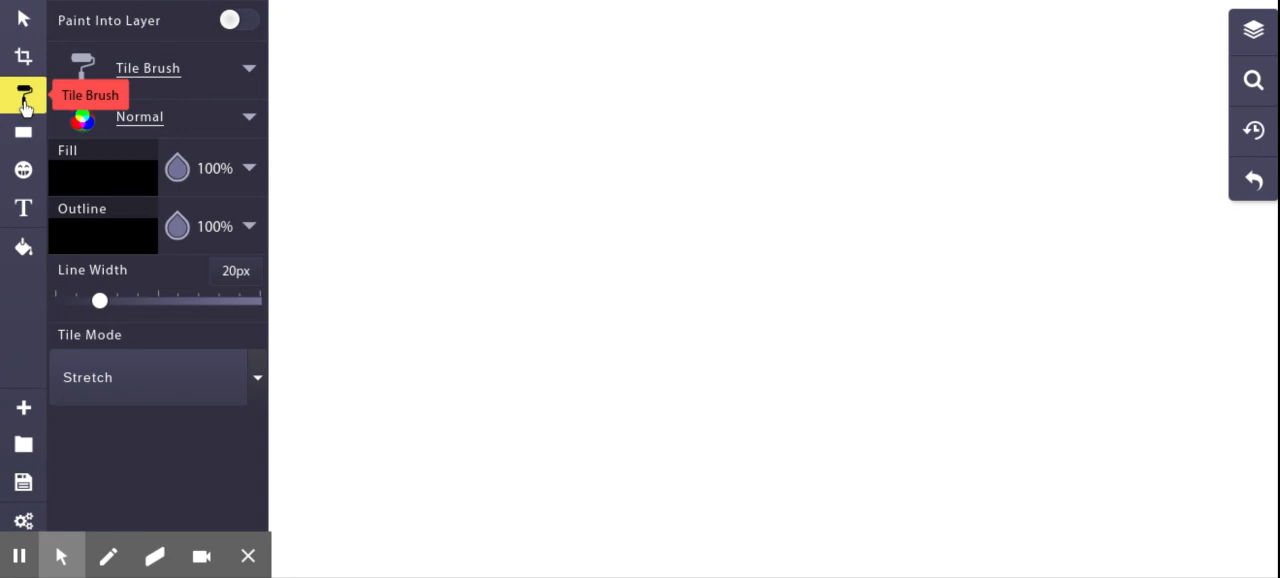 Paint Into Layer
Tile Brush
Tile Brush
Normal
Fill
100%
Outline
100%
Line Width
20px
Tile Mode
Stretch
T